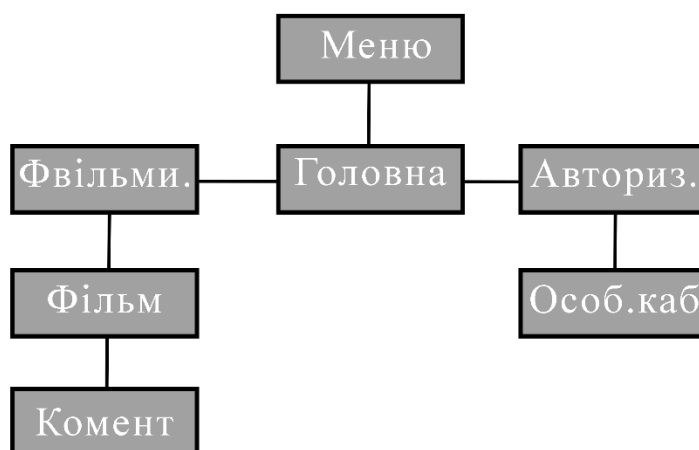 Меню
Фвільми.
Головна
Авториз.
Фільм
Особ.каб
Комент